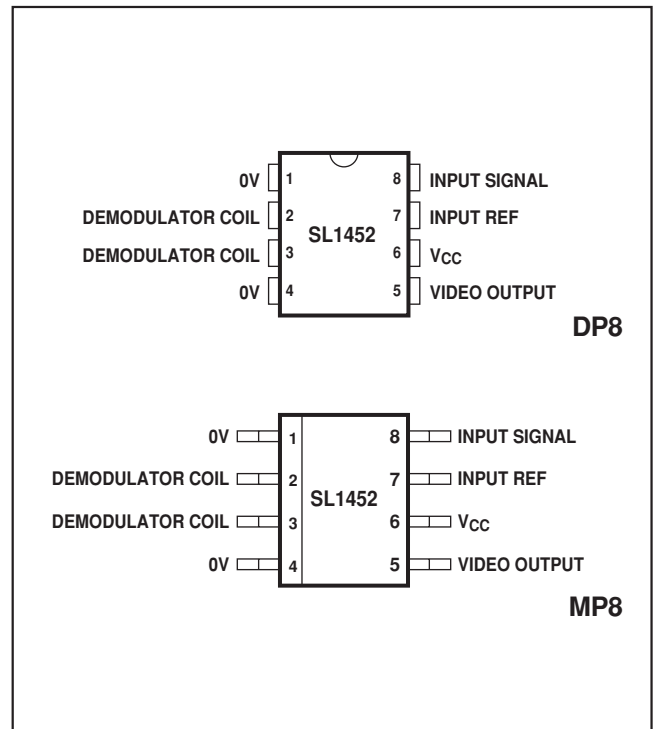 0V 1 8 INPUT SIGNAL
DEMODULATOR COIL 2 7 INPUT REF
SL1452
DEMODULATOR COIL 3 6 VCC
0V 4 5 VIDEO OUTPUT
DP8
0V 1 8 INPUT SIGNAL
DEMODULATOR COIL 2 7 INPUT REF
SL1452
DEMODULATOR COIL 3 6 VCC
0V 4 5 VIDEO OUTPUT
MP8